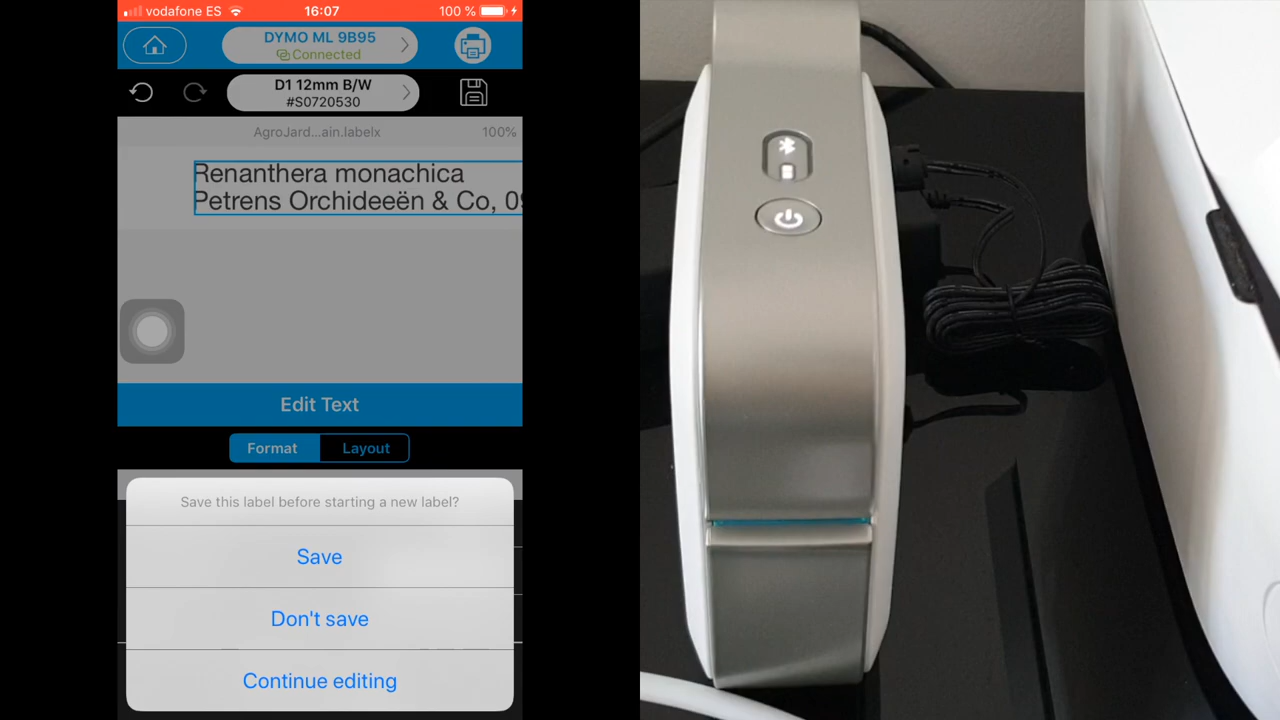 vodafone ES 16:07 100 %
DYMO ML 9B95
Connected
D1 12mm B/W
#S0720530
AgroJard...ain.labelx 100%
Renanthera monachica
Petrens Orchideeën & Co, 09
Edit Text
Format Layout
Save this label before starting a new label?
Save
Don't save
Continue editing